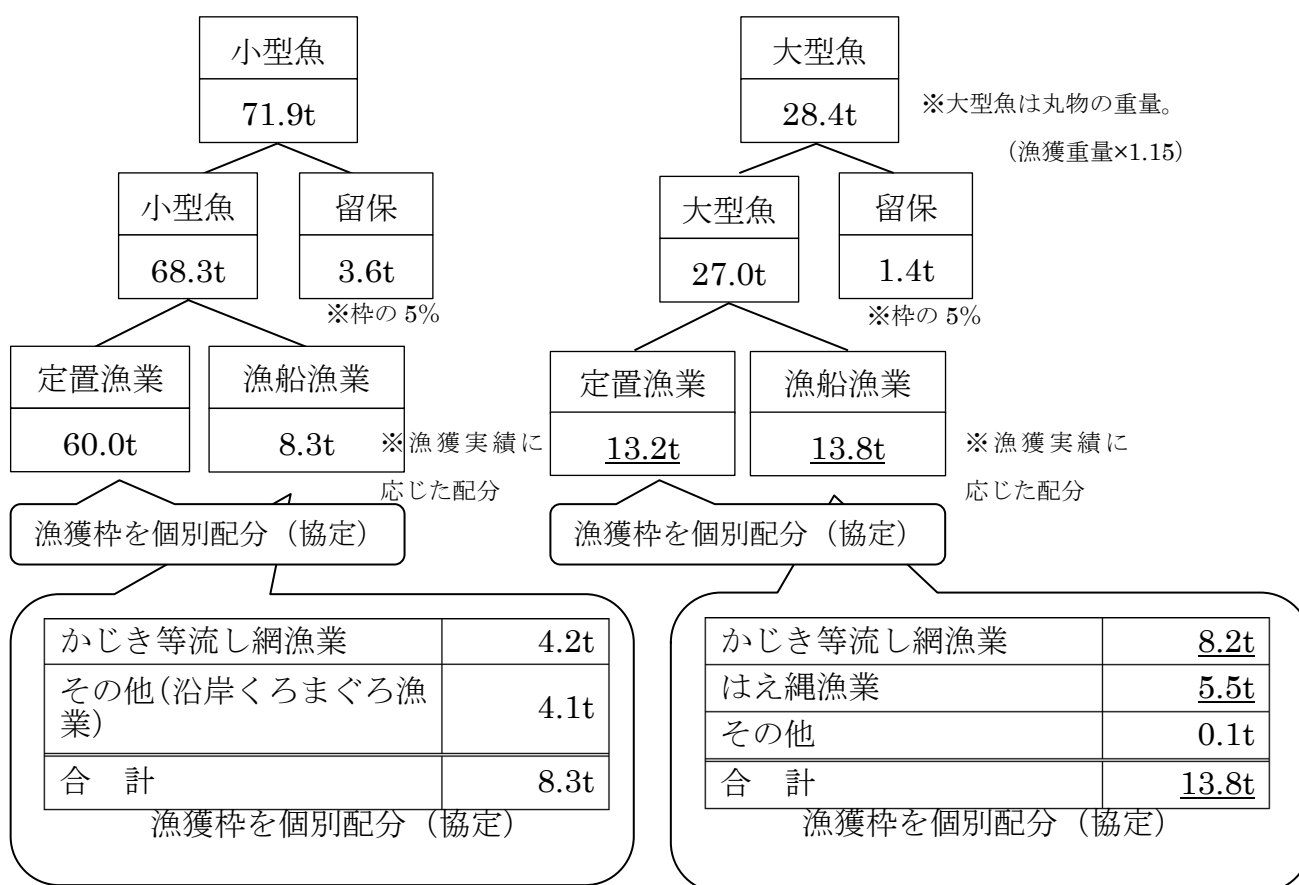 小型魚
71.9t
小型魚
68.3t
留保
3.6t
※枠の 5%
定置漁業
60.0t
漁船漁業
8.3t
※漁獲実績に
応じた配分
漁獲枠を個別配分（協定）
かじき等流し網漁業 4.2t
その他(沿岸くろまぐろ漁
業) 4.1t
合　計 8.3t
漁獲枠を個別配分（協定）
大型魚
28.4t
※大型魚は丸物の重量。
（漁獲重量×1.15）
大型魚
27.0t
留保
1.4t
※枠の 5%
定置漁業
13.2t
漁船漁業
13.8t
※漁獲実績に
応じた配分
漁獲枠を個別配分（協定）
かじき等流し網漁業 8.2t
はえ縄漁業 5.5t
その他 0.1t
合　計 13.8t
漁獲枠を個別配分（協定）